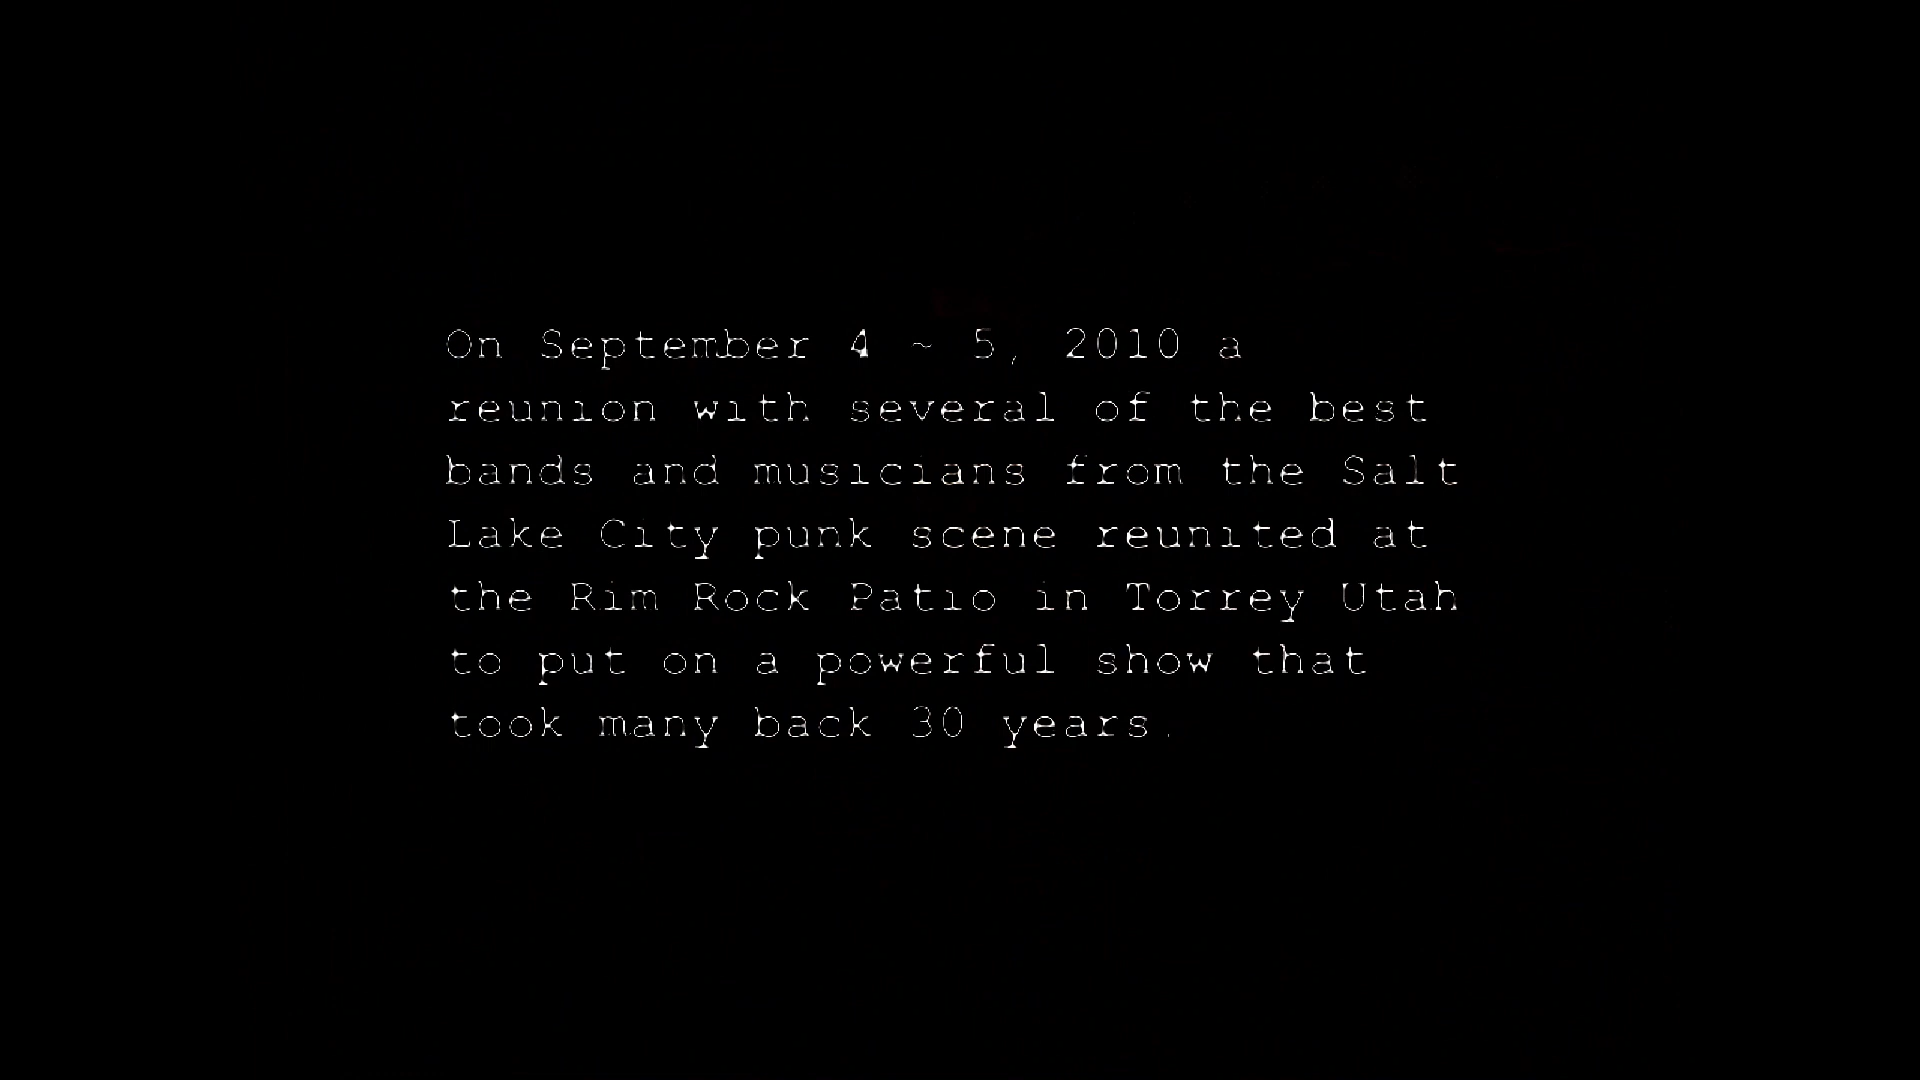 On September 4 ~ 5, 2010 a
reunion with several of the best
bands and musicians from the Salt
Lake City punk scene reunited at
the Rim Rock Patio in Torrey Utah
to put on a powerful show that
took many back 30 years.